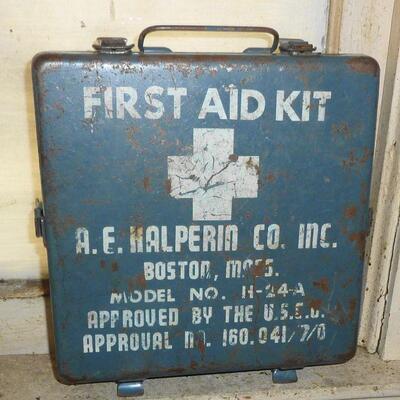 FIRST AID KIT
A. E. HALPERIN CO. INC.
BOSTON, MASS.
MODEL NO. H-24-A
APPROVED BY THE U.S.C.G.
APPROVAL NO. 160.041/7/0